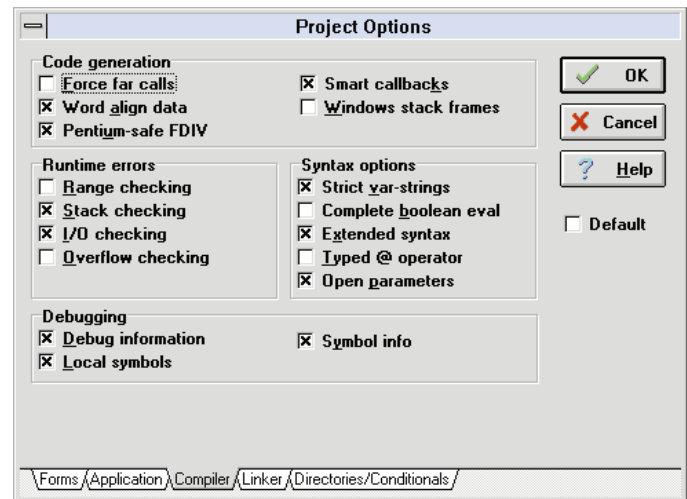 Project Options
Code generation
Force far calls
Word align data
Pentium-safe FDIV
Smart callbacks
Windows stack frames
Runtime errors
Range checking
Stack checking
I/O checking
Overflow checking
Syntax options
Strict var-strings
Complete boolean eval
Extended syntax
Typed @ operator
Open parameters
Debugging
Debug information
Local symbols
Symbol info
OK
Cancel
? Help
Default
Forms Application Compiler Linker Directories/Conditionals